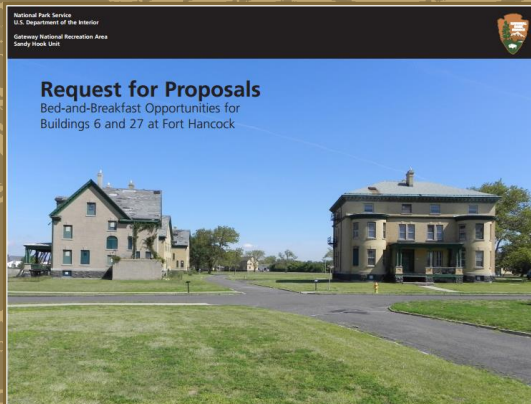 National Park Service
U.S. Department of the Interior
Gateway National Recreation Area
Sandy Hook Unit
Request for Proposals
Bed-and-Breakfast Opportunities for
Buildings 6 and 27 at Fort Hancock